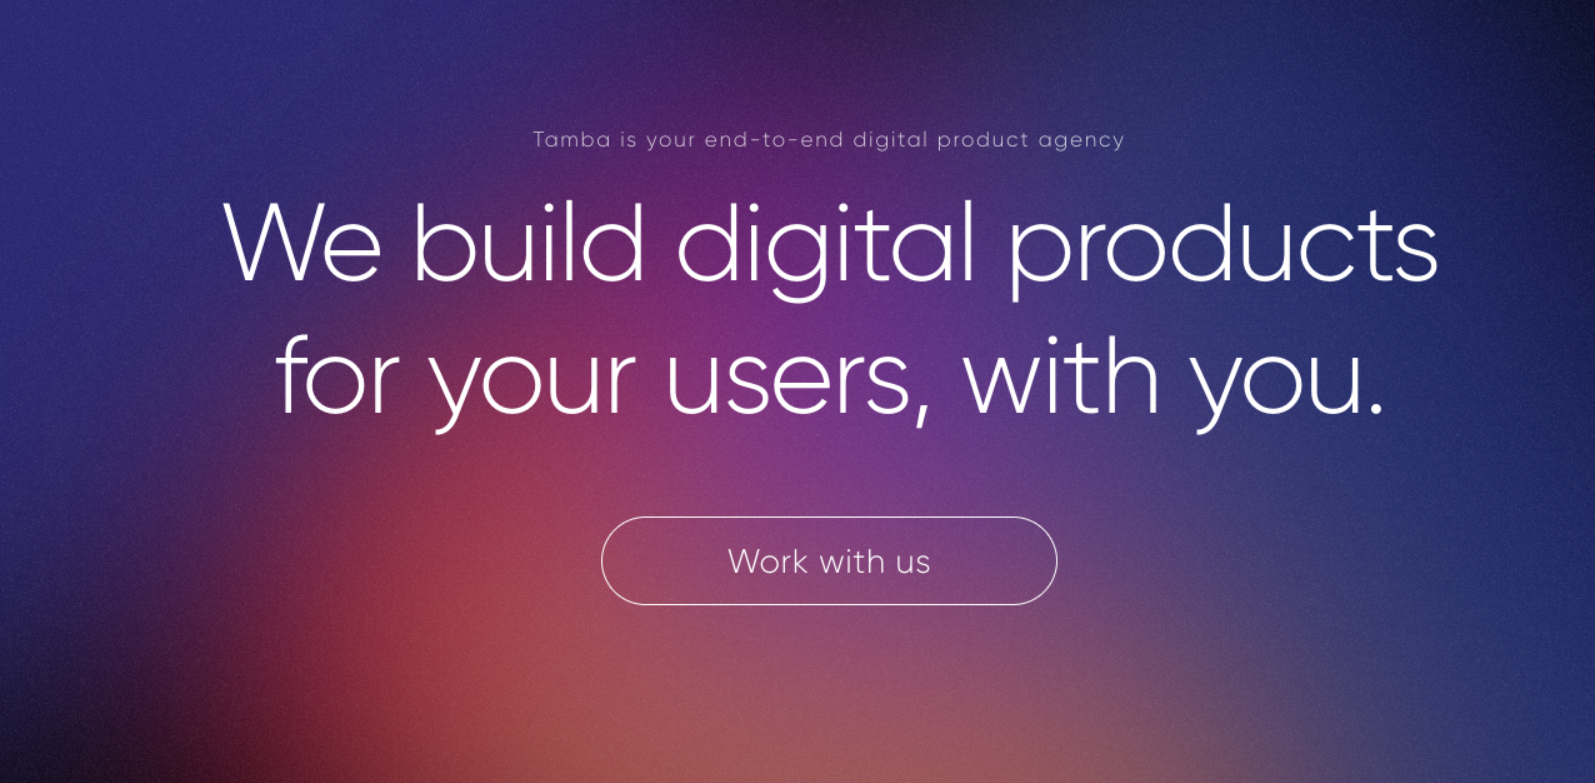 Tamba is your end-to-end digital product agency
We build digital products
for your users, with you.
Work with us